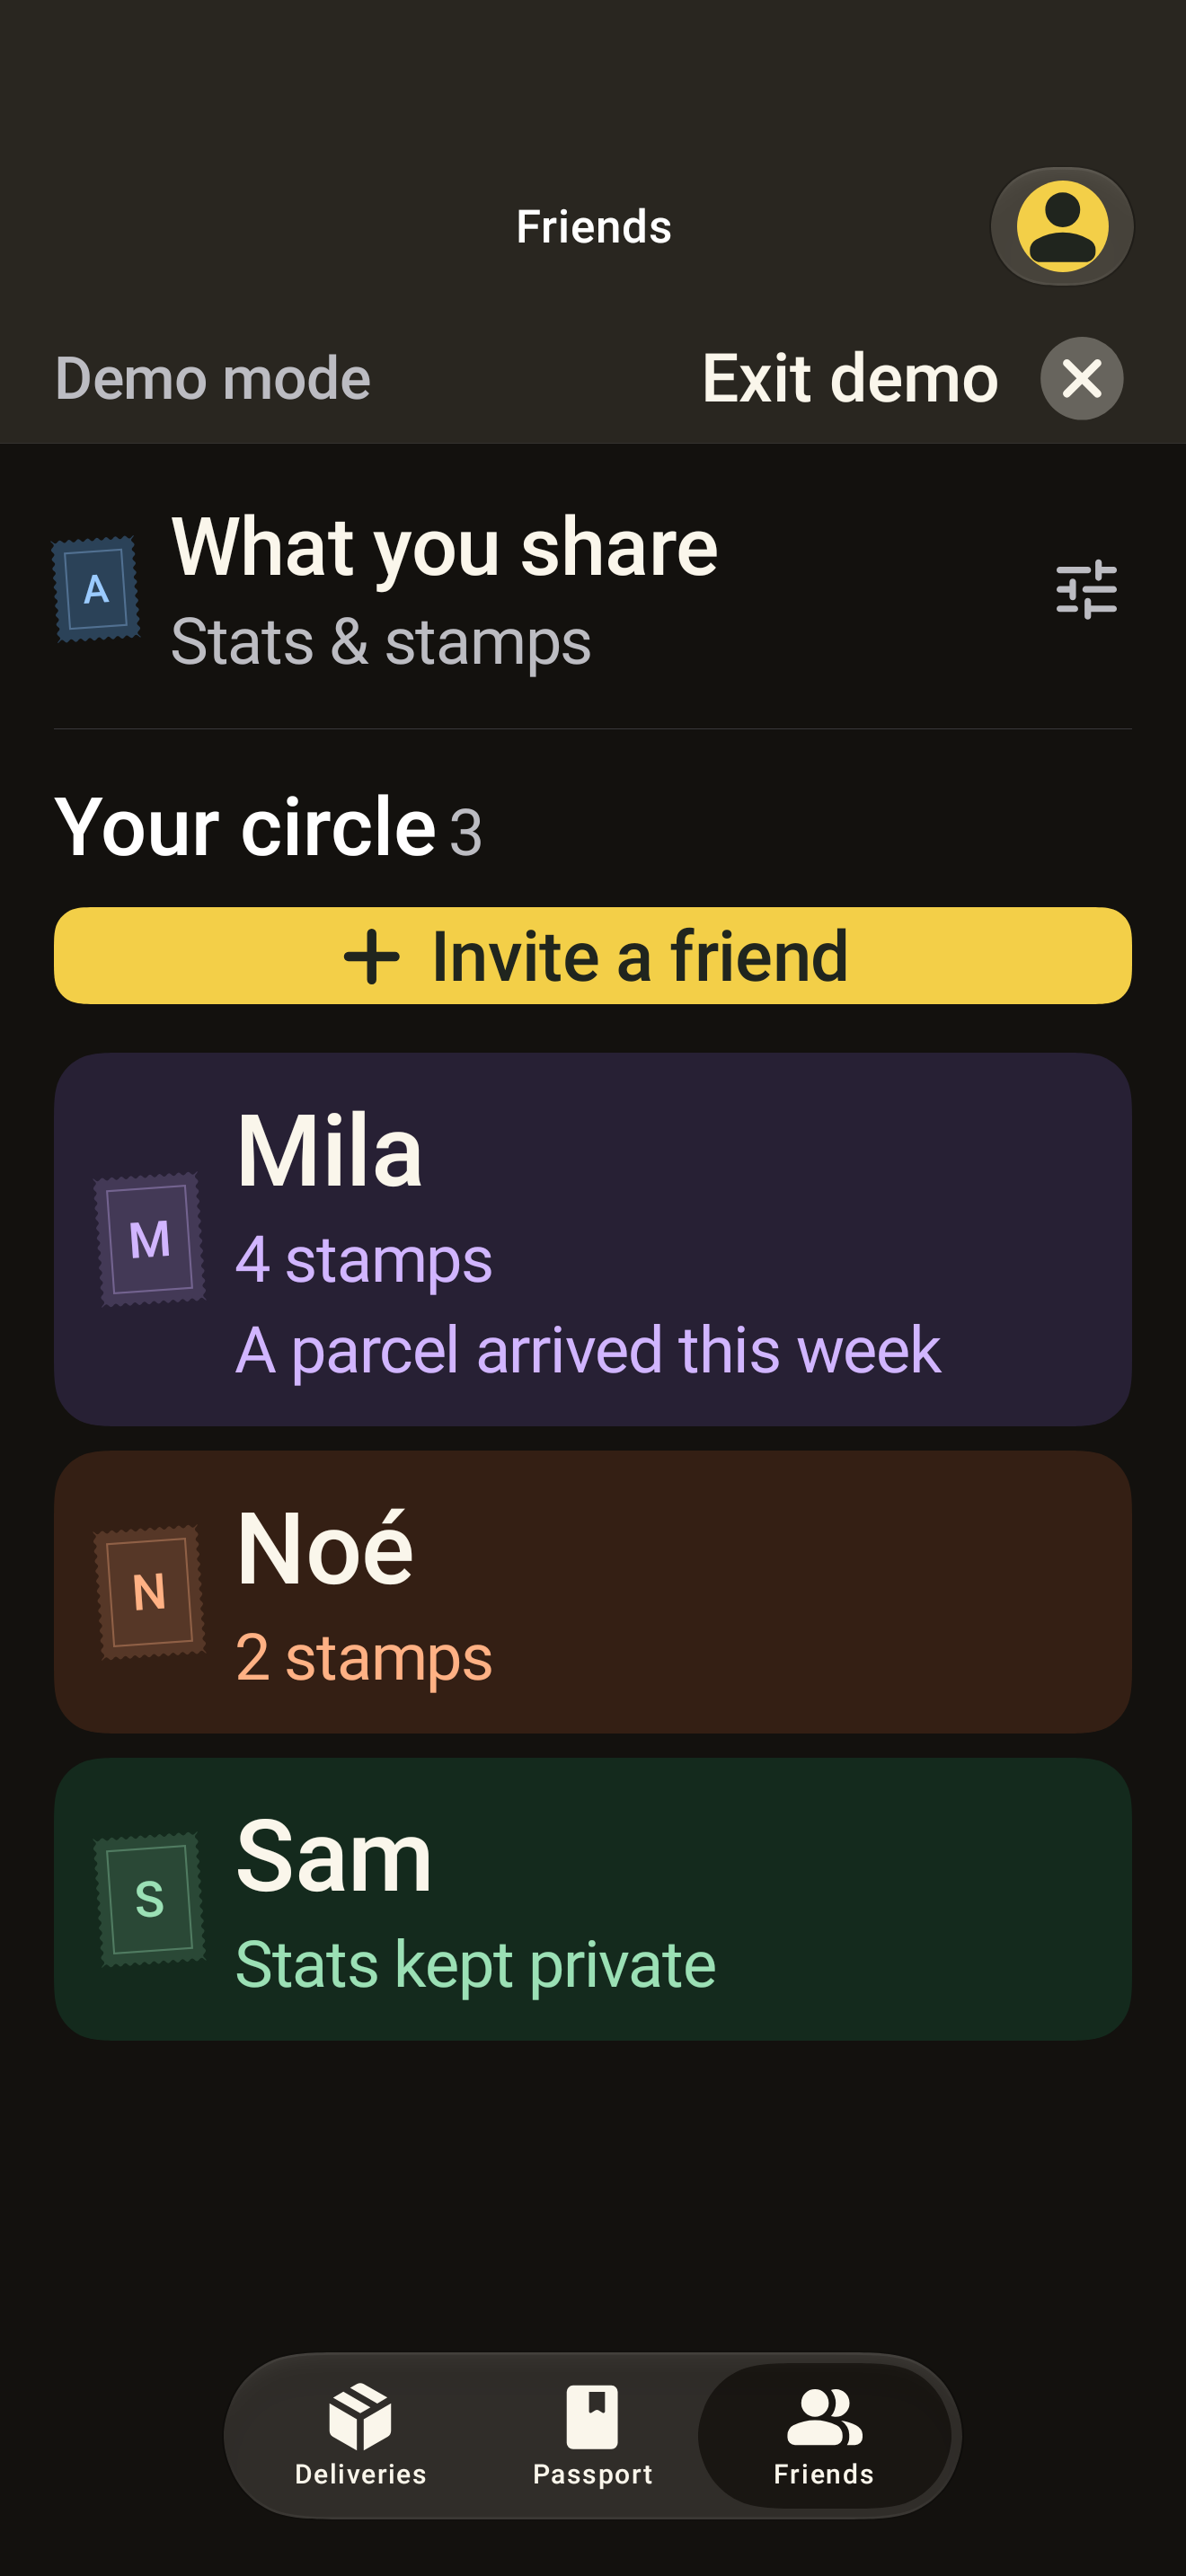 Friends
Demo mode
Exit demo
A
What you share
Stats & stamps
Your circle 3
Invite a friend
M
Mila
4 stamps
A parcel arrived this week
N
Noé
2 stamps
S
Sam
Stats kept private
Deliveries
Passport
Friends